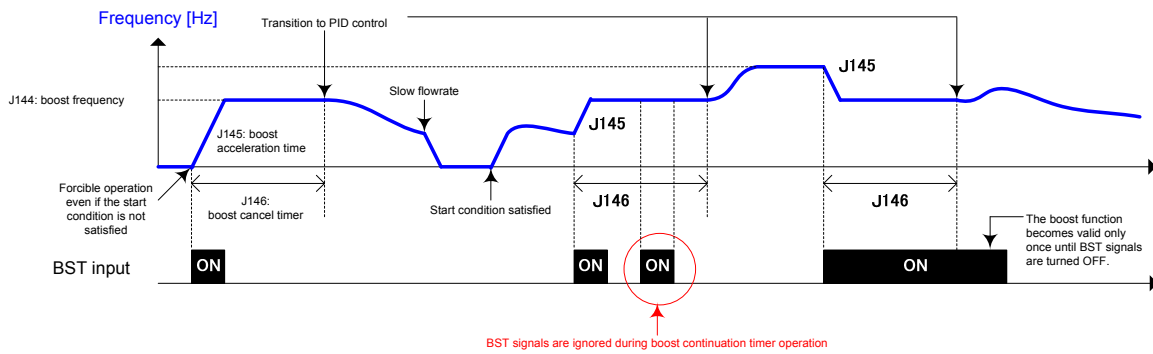 Frequency [Hz]
Transition to PID control
J144: boost frequency
J145: boost
acceleration time
Slow flowrate
J145
J145
Forcible operation
even if the start
condition is not
satisfied
J146:
boost cancel timer
Start condition satisfied
J146
J146
The boost function
becomes valid only
once until BST signals
are turned OFF.
BST input
ON
ON
ON
ON
BST signals are ignored during boost continuation timer operation